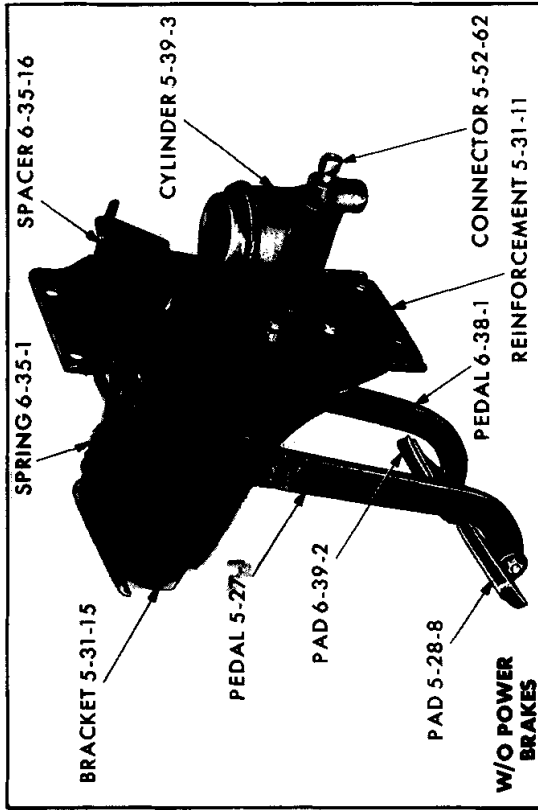 SPACER 6-35-16
SPRING 6-35-1
CYLINDER 5-39-3
BRACKET 5-31-15
CONNECTOR 5-52-62
REINFORCEMENT 5-31-11
PEDAL 6-38-1
PEDAL 5-27-1
PAD 6-39-2
PAD 5-28-8
W/O POWER
BRAKES